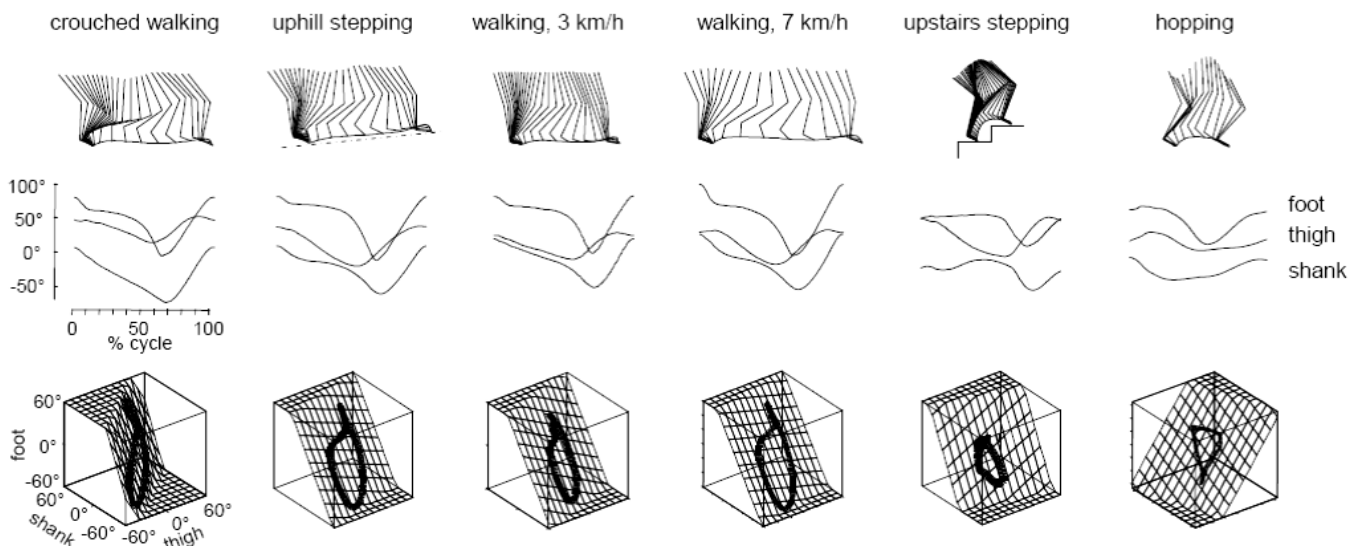 crouched walking uphill stepping walking, 3 km/h walking, 7 km/h upstairs stepping hopping
100°
50°
0°
-50°
foot
thigh
shank
0 50 100
% cycle
60°
0°
-60°
foot
60°
0°
-60°
shank
-60°
0°
60°
thigh